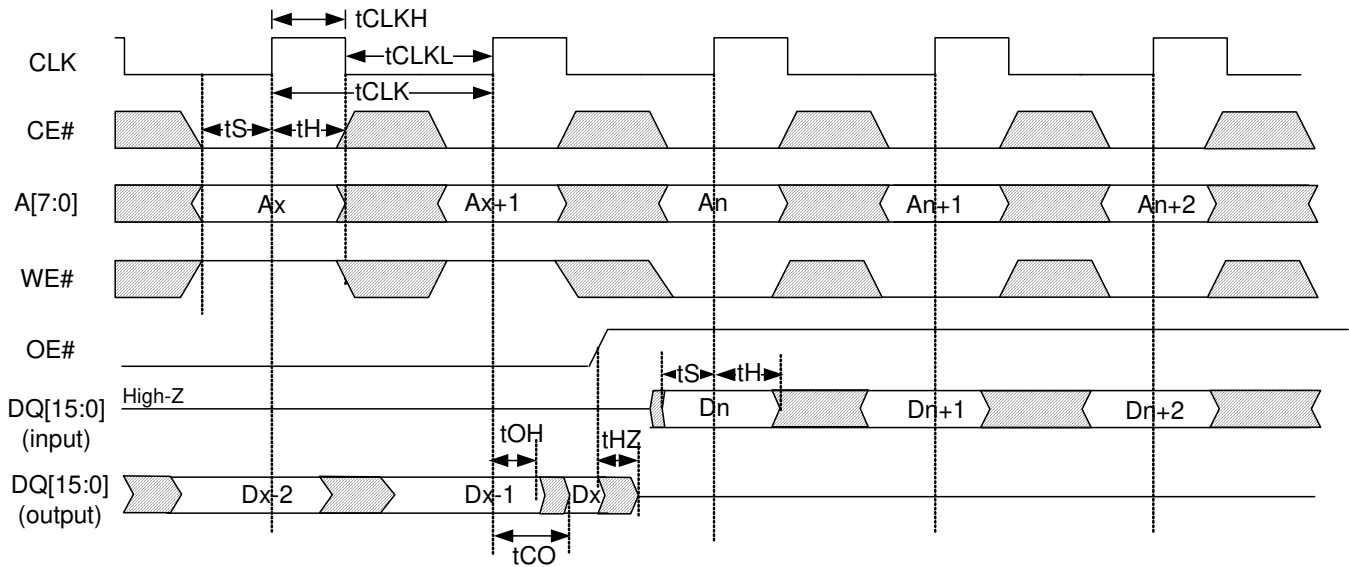 tCLKH
CLK
tCLKL
tCLK
CE#
tS
tH
A[7:0]
Ax
Ax+1
An
An+1
An+2
WE#
OE#
tS
tH
High-Z
DQ[15:0]
(input)
Dn
Dn+1
Dn+2
tOH
tHZ
DQ[15:0]
(output)
Dx-2
Dx-1
Dx
tCO